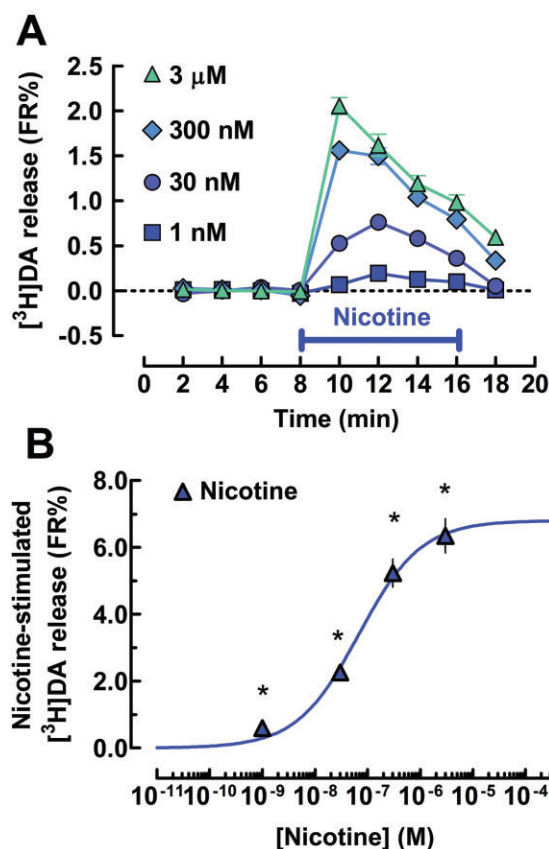 A
[³H]DA release (FR%)
2.5
2.0
1.5
1.0
0.5
0.0
-0.5
3 μM
300 nM
30 nM
1 nM
Nicotine
0 2 4 6 8 10 12 14 16 18 20
Time (min)
B
Nicotine-stimulated
[³H]DA release (FR%)
8.0
6.0
4.0
2.0
0.0
Nicotine
* * * *
10⁻¹¹ 10⁻¹⁰ 10⁻⁹ 10⁻⁸ 10⁻⁷ 10⁻⁶ 10⁻⁵ 10⁻⁴
[Nicotine] (M)